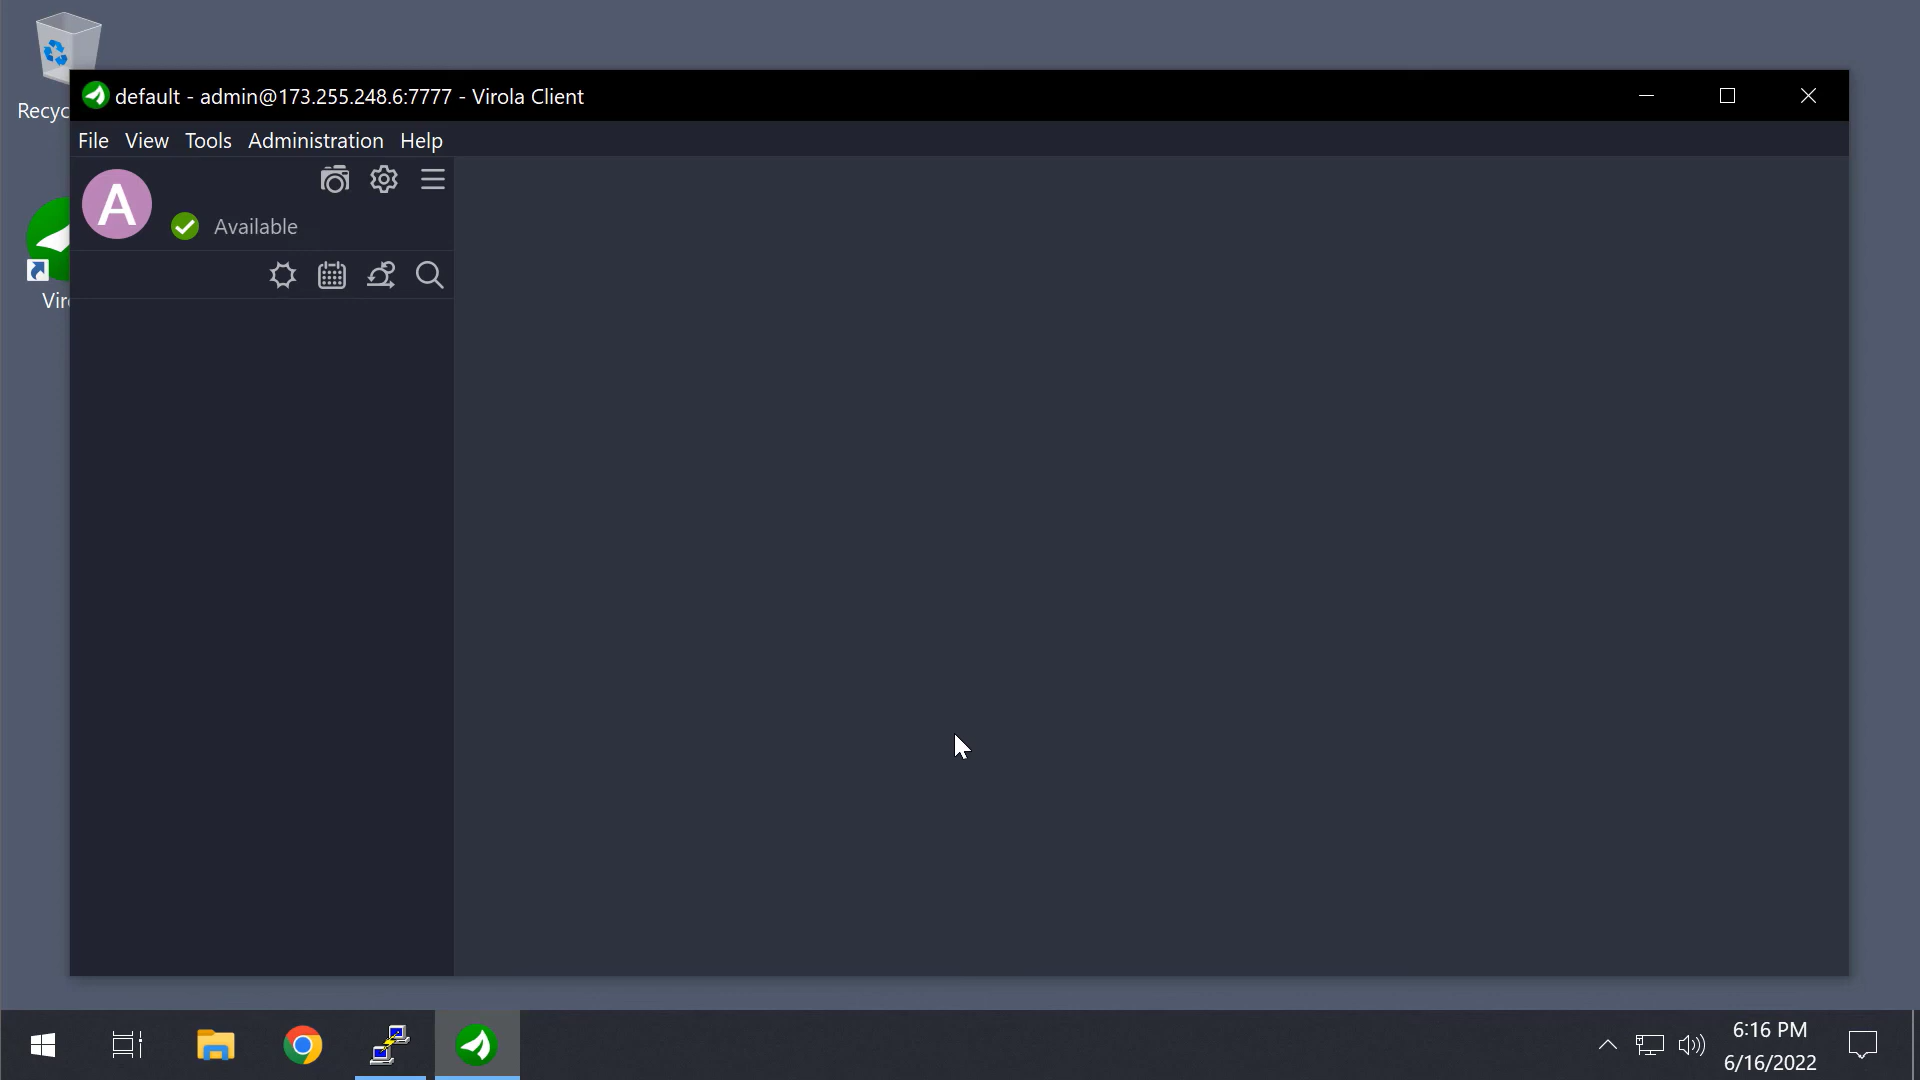 Recyc
default - admin@173.255.248.6:7777 - Virola Client
File View Tools Administration Help
A
Available
Vir
6:16 PM
6/16/2022